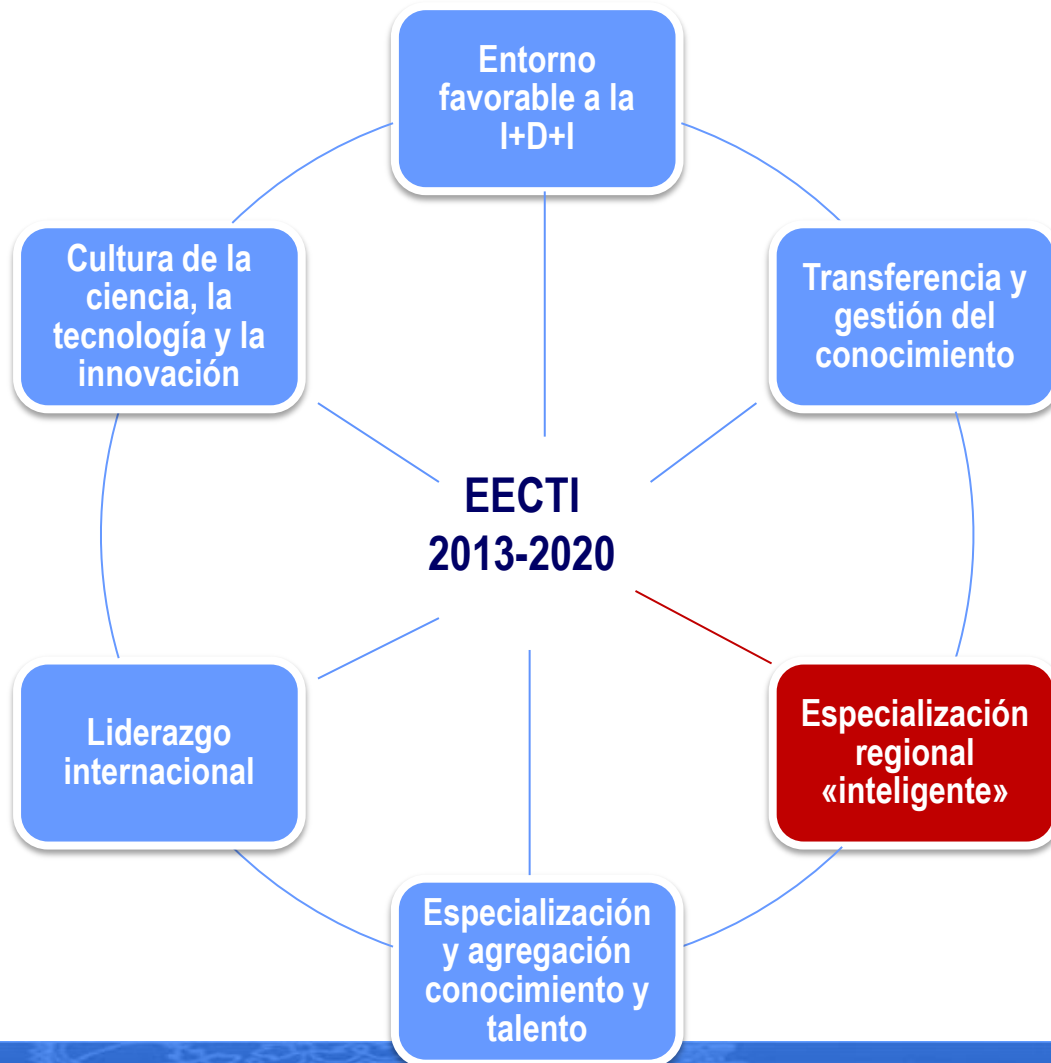 Entorno
favorable a la
I+D+I
Cultura de la
ciencia, la
tecnología y la
innovación
Transferencia y
gestión del
conocimiento
EECTI
2013-2020
Liderazgo
internacional
Especialización
regional
«inteligente»
Especialización
y agregación
conocimiento y
talento